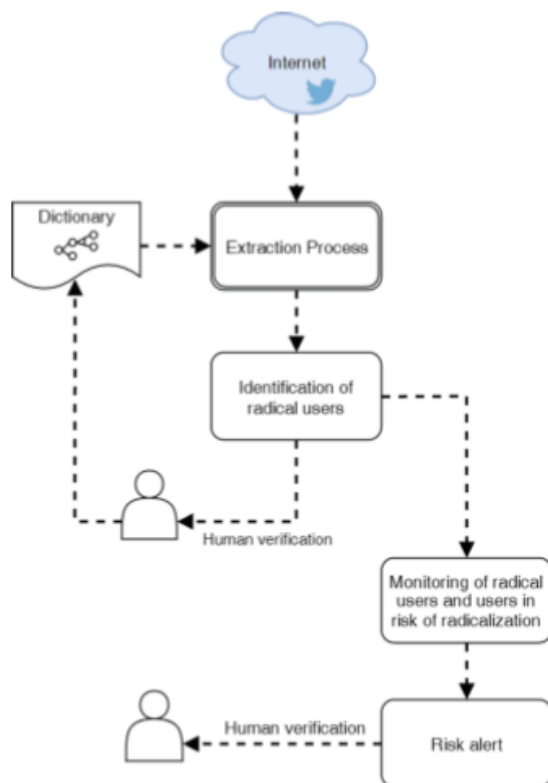 Internet
Dictionary
Extraction Process
Identification of
radical users
Human verification
Monitoring of radical
users and users in
risk of radicalization
Human verification
Risk alert